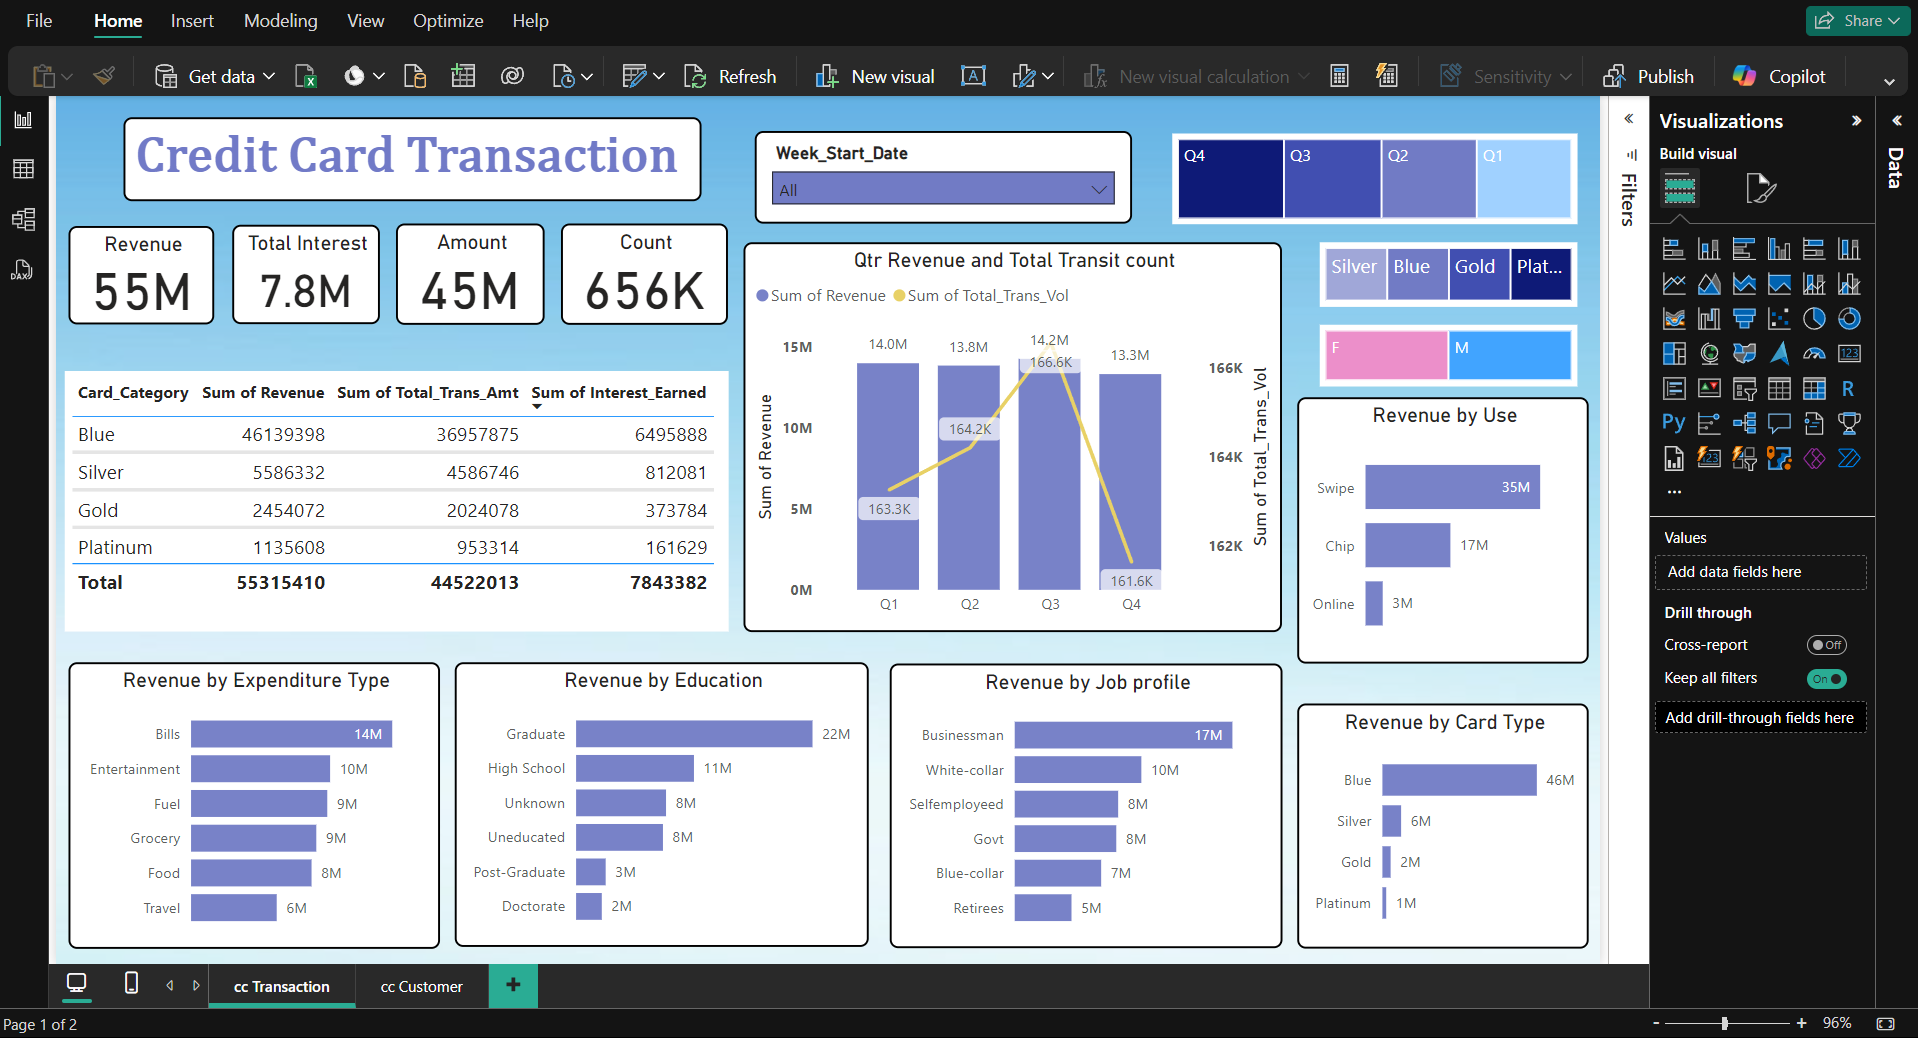 File Home Insert Modeling View Optimize Help Share
Get data Refresh New visual New visual calculation Sensitivity Publish Copilot
Credit Card Transaction
Week_Start_Date
All
Q4 Q3 Q2 Q1
Silver Blue Gold Plat...
F M
Revenue
55M
Total Interest
7.8M
Amount
45M
Count
656K
Card_Category Sum of Revenue Sum of Total_Trans_Amt Sum of Interest_Earned
Blue 46139398 36957875 6495888
Silver 5586332 4586746 812081
Gold 2454072 2024078 373784
Platinum 1135608 953314 161629
Total 55315410 44522013 7843382
Qtr Revenue and Total Transit count
Sum of Revenue Sum of Total_Trans_Vol
15M
10M
5M
0M
Sum of Revenue
14.0M 13.8M 14.2M 13.3M
163.3K 164.2K 166.6K 161.6K
Q1 Q2 Q3 Q4
166K
164K
162K
Sum of Total_Trans_Vol
Revenue by Use
Swipe 35M
Chip 17M
Online 3M
Revenue by Expenditure Type
Bills 14M
Entertainment 10M
Fuel 9M
Grocery 9M
Food 8M
Travel 6M
Revenue by Education
Graduate 22M
High School 11M
Unknown 8M
Uneducated 8M
Post-Graduate 3M
Doctorate 2M
Revenue by Job profile
Businessman 17M
White-collar 10M
Selfemployeed 8M
Govt 8M
Blue-collar 7M
Retirees 5M
Revenue by Card Type
Blue 46M
Silver 6M
Gold 2M
Platinum 1M
Filters
Visualizations
Build visual
123
R
Py
123
...
Values
Add data fields here
Drill through
Cross-report Off
Keep all filters On
Add drill-through fields here
Data
DAX
cc Transaction cc Customer +
Page 1 of 2
- + 96%